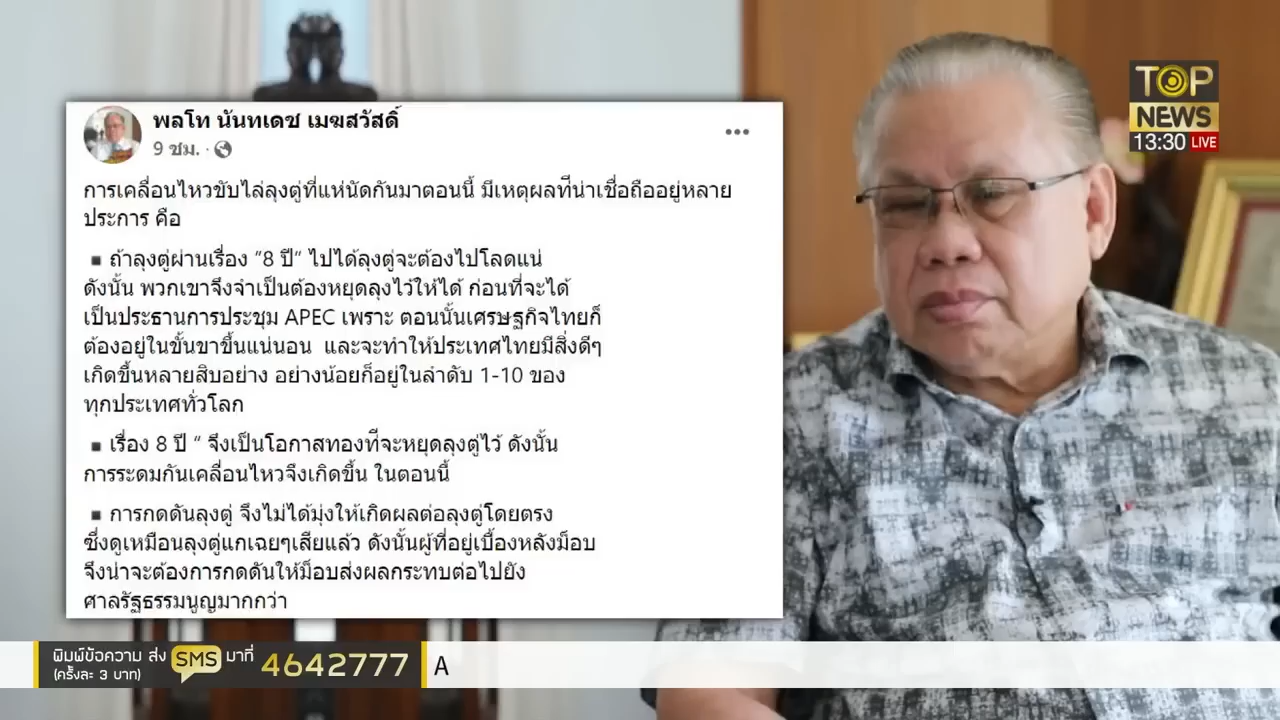 พลโท นันทเดช เมฆสวัสดิ์
9 ชม. ·
การเคลื่อนไหวขับไล่ลุงตู่ที่แห่นัดกันมาตอนนี้ มีเหตุผลที่น่าเชื่อถืออยู่หลาย
ประการ คือ
▪ ถ้าลุงตู่ผ่านเรื่อง “8 ปี“ ไปได้ลุงตู่จะต้องไปโลดแน่
ดังนั้น พวกเขาจึงจำเป็นต้องหยุดลุงไว้ให้ได้ ก่อนที่จะได้
เป็นประธานการประชุม APEC เพราะ ตอนนั้นเศรษฐกิจไทยก็
ต้องอยู่ในขั้นขาขึ้นแน่นอน และจะทำให้ประเทศไทยมีสิ่งดีๆ
เกิดขึ้นหลายสิบอย่าง อย่างน้อยก็อยู่ในลำดับ 1-10 ของ
ทุกประเทศทั่วโลก
▪ เรื่อง 8 ปี “ จึงเป็นโอกาสทองที่จะหยุดลุงตู่ไว้ ดังนั้น
การระดมกันเคลื่อนไหวจึงเกิดขึ้น ในตอนนี้
▪ การกดดันลุงตู่ จึงไม่ได้มุ่งให้เกิดผลต่อลุงตู่โดยตรง
ซึ่งดูเหมือนลุงตู่แกเฉยๆเสียแล้ว ดังนั้นผู้ที่อยู่เบื้องหลังม็อบ
จึงน่าจะต้องการกดดันให้ม็อบส่งผลกระทบต่อไปยัง
ศาลรัฐธรรมนูญมากกว่า
TOP
NEWS
13:30 LIVE
พิมพ์ข้อความ ส่ง SMS มาที่ 4642777
(ครั้งละ 3 บาท)
A